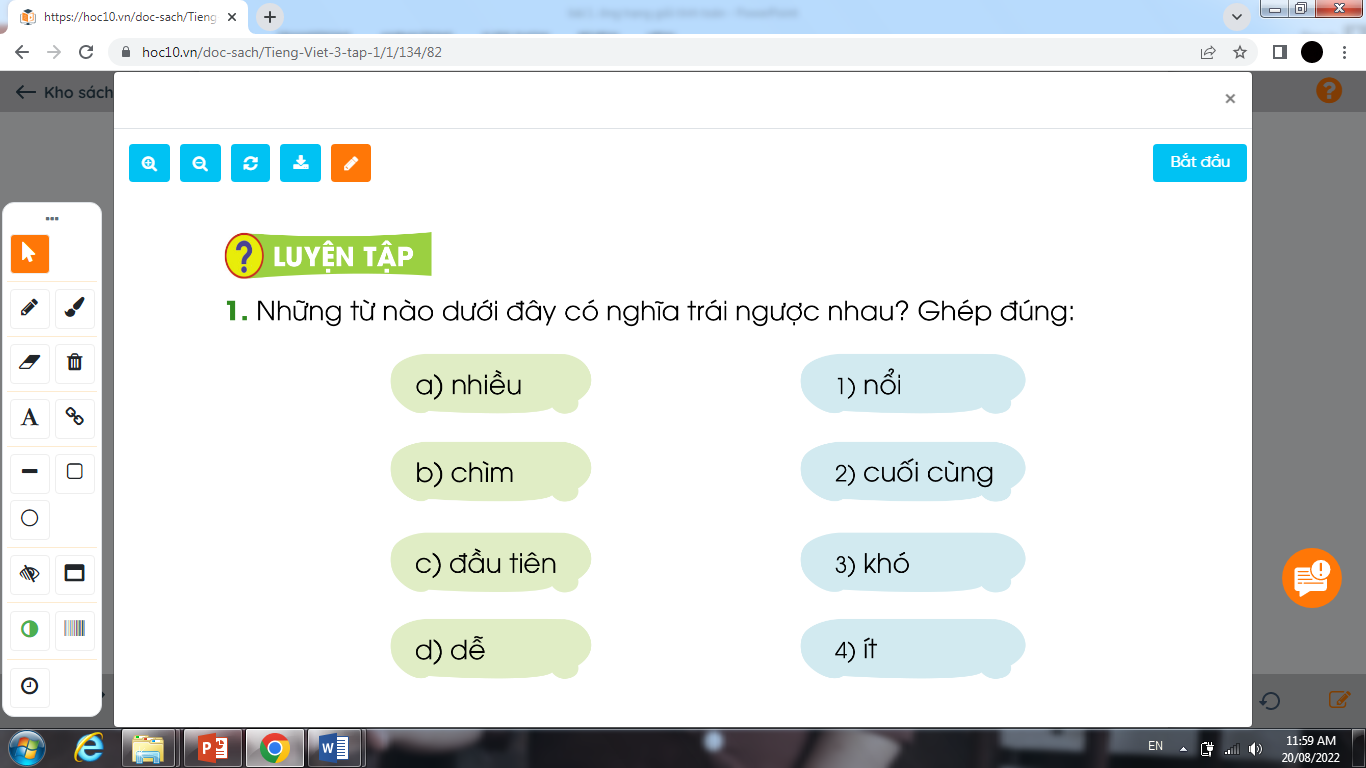 https://hoc10.vn/doc-sach/Tieng
hoc10.vn/doc-sach/Tieng-Viet-3-tap-1/1/134/82
Kho sách
Bắt đầu
? LUYỆN TẬP
1. Những từ nào dưới đây có nghĩa trái ngược nhau? Ghép đúng:
a) nhiều
1) nổi
b) chìm
2) cuối cùng
c) đầu tiên
3) khó
d) dễ
4) ít
A
EN
11:59 AM
20/08/2022